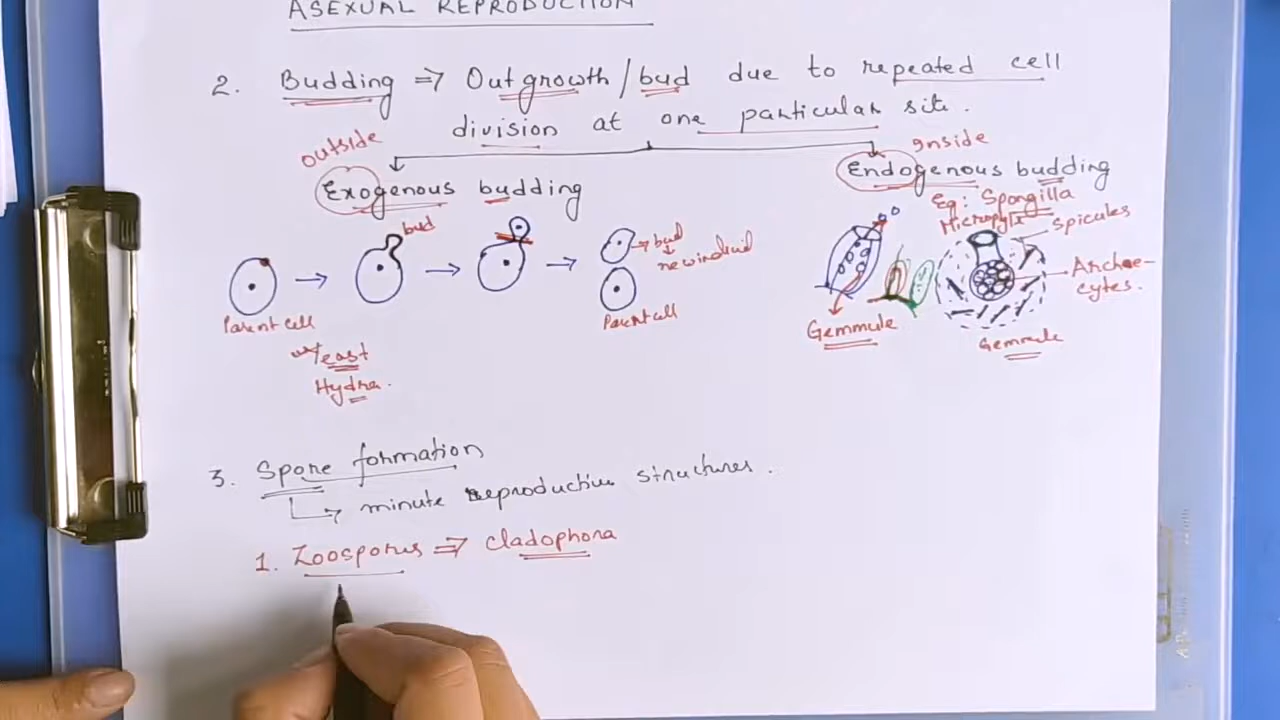 ASEXUAL REPRODUCTION
2. Budding ⇒ Outgrowth / bud due to repeated cell
division at one particular site.
outside
Inside
Exogenous budding
Endogenous budding
Eg: Spongilla
bud
Micropyle
Spicules
bud
new individual
Archaeocytes.
Parent cell
Parent cell
Gemmule
Gemmule
Yeast
Hydra.
3. Spore formation
minute reproductive structures.
1. Zoospores ⇒ cladophora